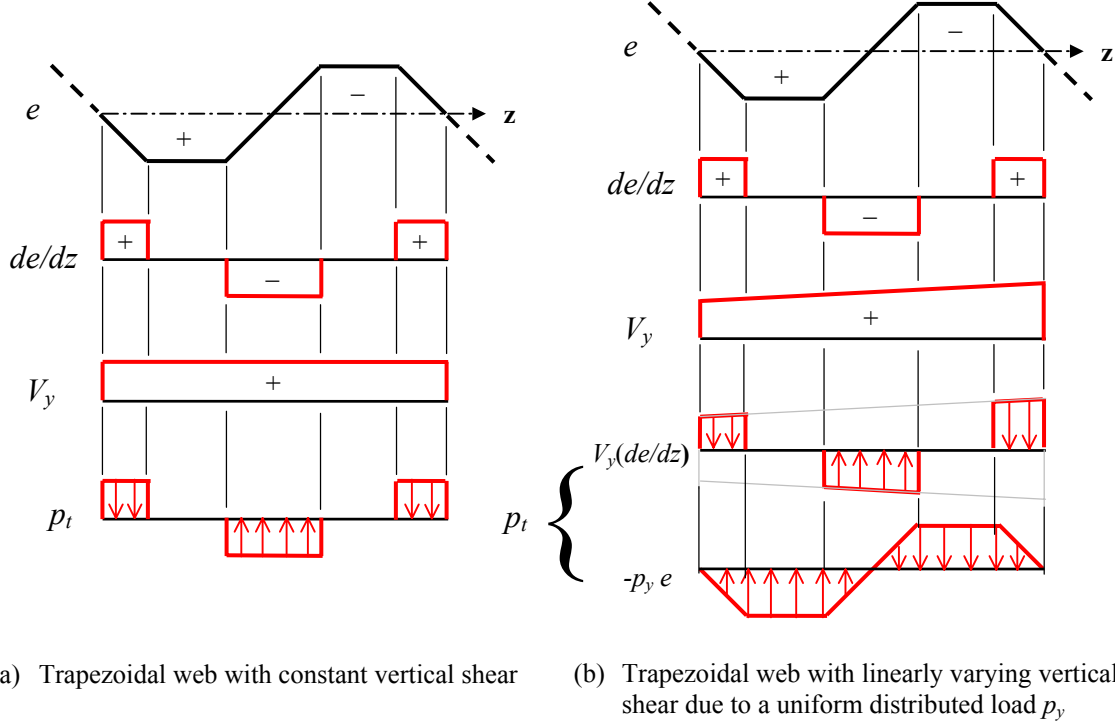 e
+
−
z
de/dz
+
−
+
V_y
+
p_t
a) Trapezoidal web with constant vertical shear
e
+
−
z
de/dz
+
−
+
V_y
+
V_y(de/dz)
p_t {
-p_y e
(b) Trapezoidal web with linearly varying vertical
shear due to a uniform distributed load p_y